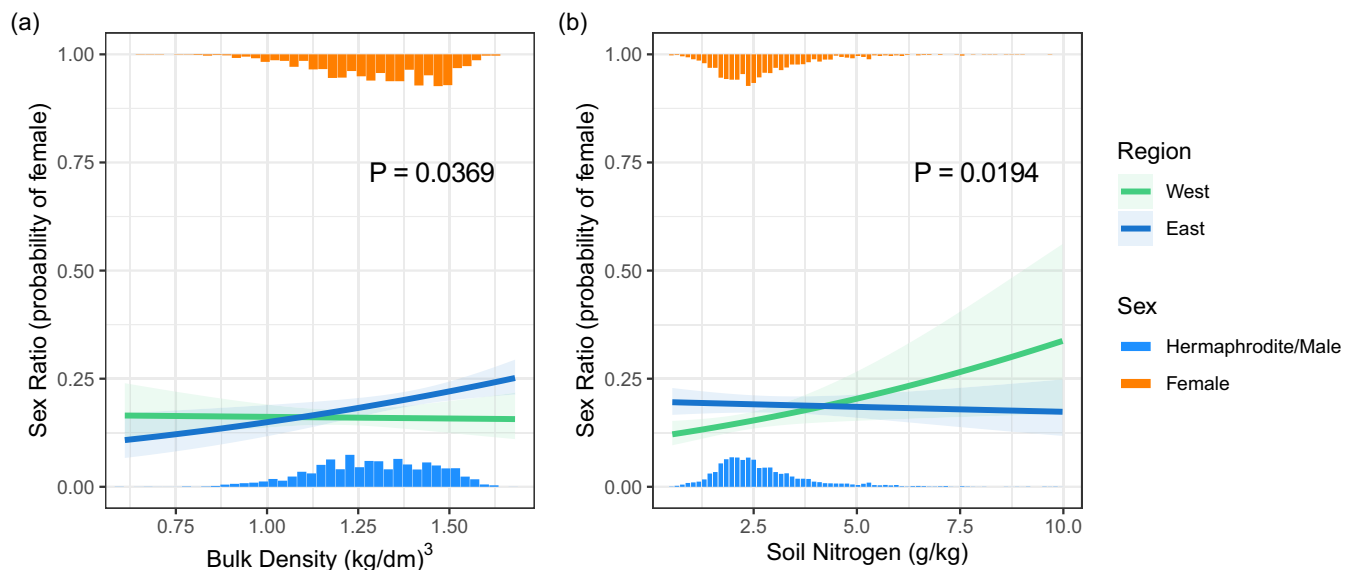 (a)
Sex Ratio (probability of female)
1.00
0.75
0.50
0.25
0.00
P = 0.0369
0.75
1.00
1.25
1.50
Bulk Density (kg/dm)³
(b)
Sex Ratio (probability of female)
1.00
0.75
0.50
0.25
0.00
P = 0.0194
2.5
5.0
7.5
10.0
Soil Nitrogen (g/kg)
Region
West
East
Sex
Hermaphrodite/Male
Female